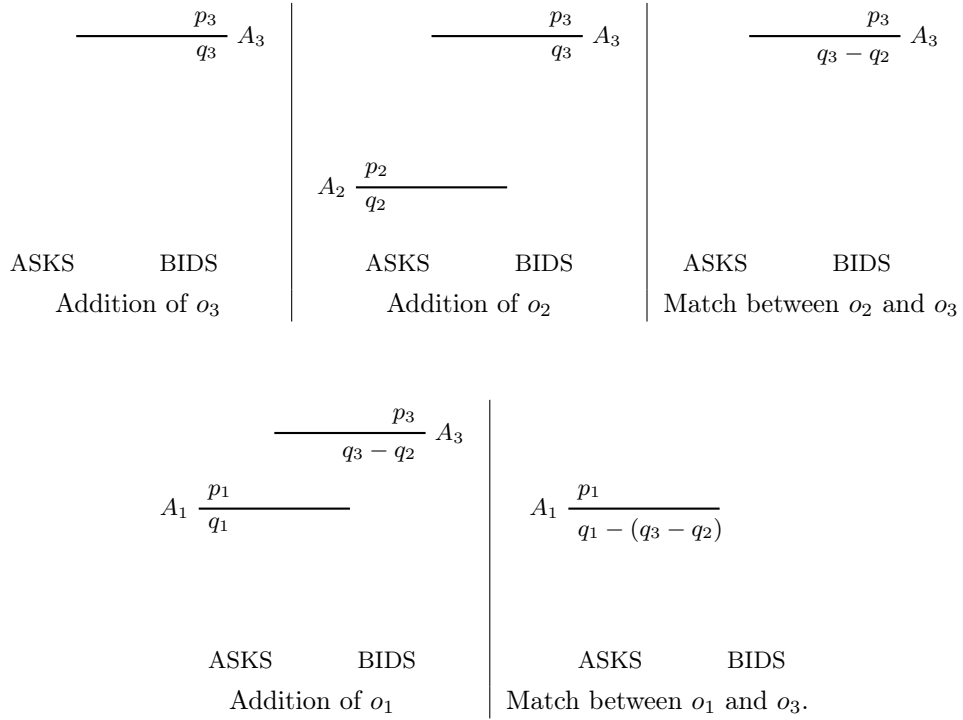 p₃
q₃ A₃
ASKS BIDS
Addition of o₃
p₃
q₃ A₃
A₂ p₂
q₂
ASKS BIDS
Addition of o₂
p₃
q₃ − q₂ A₃
ASKS BIDS
Match between o₂ and o₃
p₃
q₃ − q₂ A₃
A₁ p₁
q₁
ASKS BIDS
Addition of o₁
A₁ p₁
q₁ − (q₃ − q₂)
ASKS BIDS
Match between o₁ and o₃.